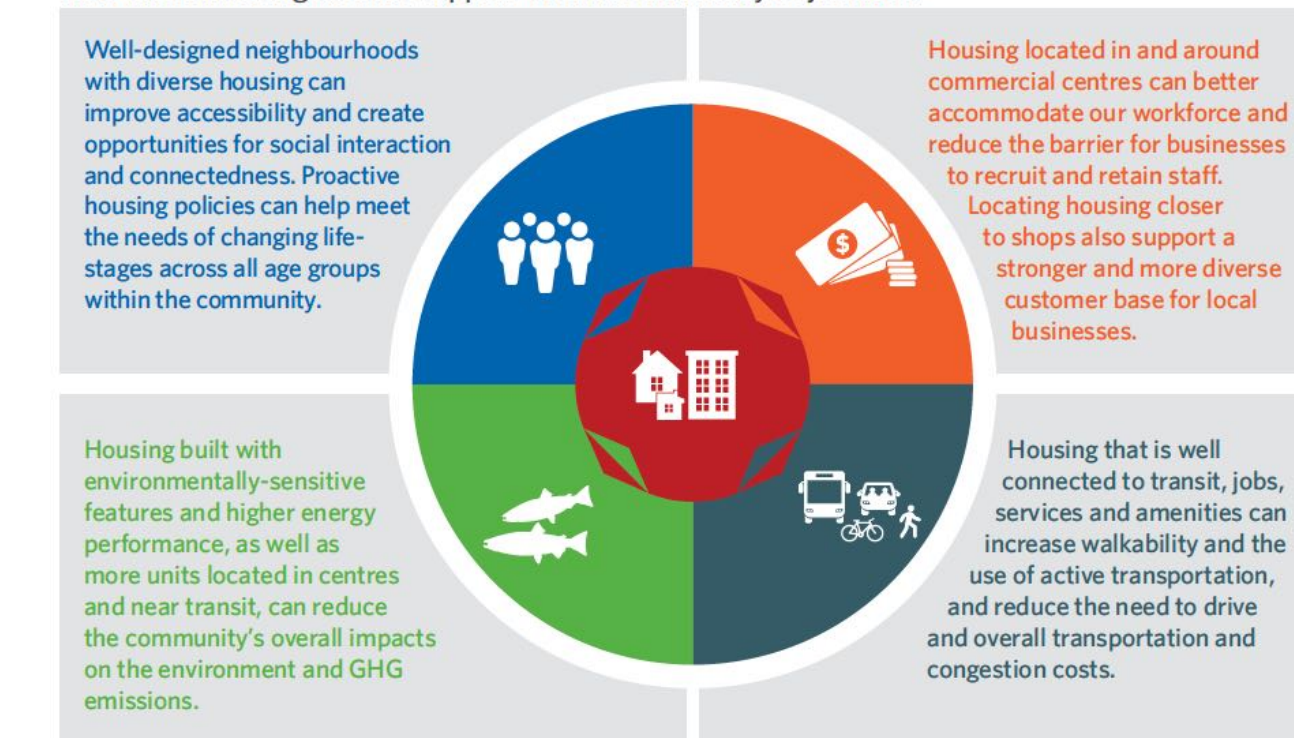 Well-designed neighbourhoods
with diverse housing can
improve accessibility and create
opportunities for social interaction
and connectedness. Proactive
housing policies can help meet
the needs of changing life-
stages across all age groups
within the community.
Housing located in and around
commercial centres can better
accommodate our workforce and
reduce the barrier for businesses
to recruit and retain staff.
Locating housing closer
to shops also support a
stronger and more diverse
customer base for local
businesses.
$
Housing built with
environmentally-sensitive
features and higher energy
performance, as well as
more units located in centres
and near transit, can reduce
the community's overall impacts
on the environment and GHG
emissions.
Housing that is well
connected to transit, jobs,
services and amenities can
increase walkability and the
use of active transportation,
and reduce the need to drive
and overall transportation and
congestion costs.